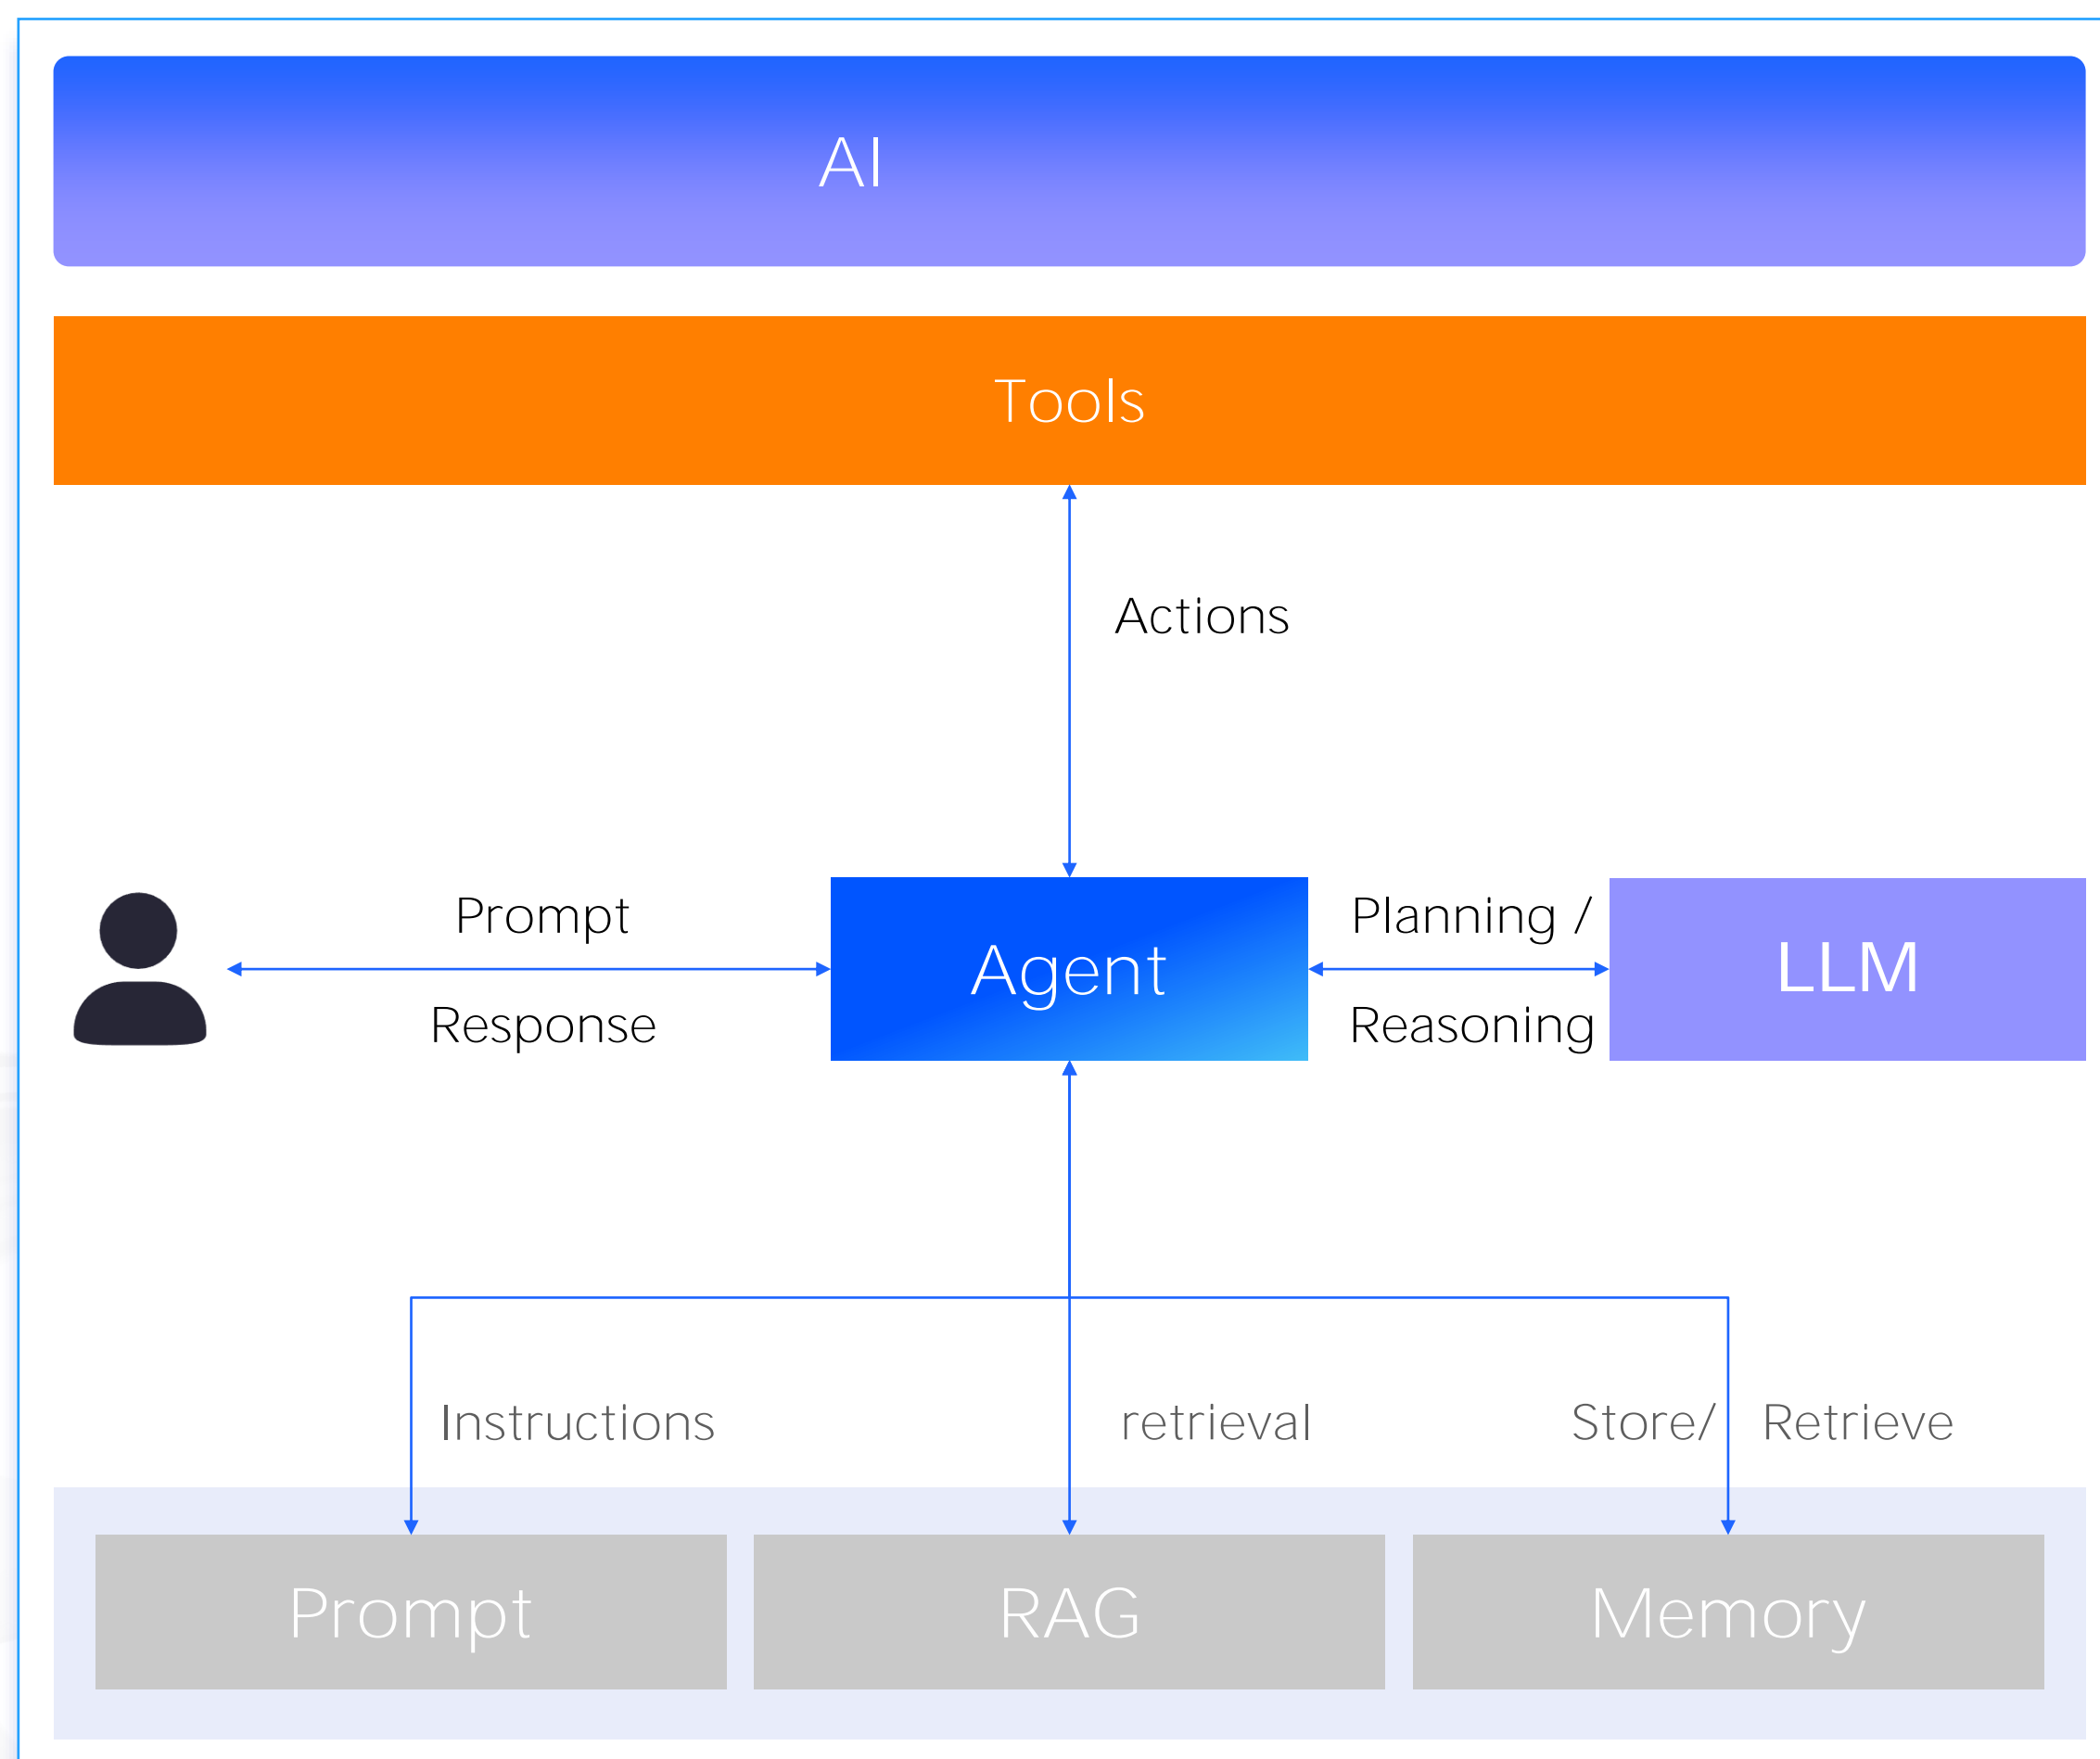 AI
Tools
Actions
Prompt
Response
Agent
Planning /
Reasoning
LLM
Instructions
retrieval
Store/ Retrieve
Prompt
RAG
Memory